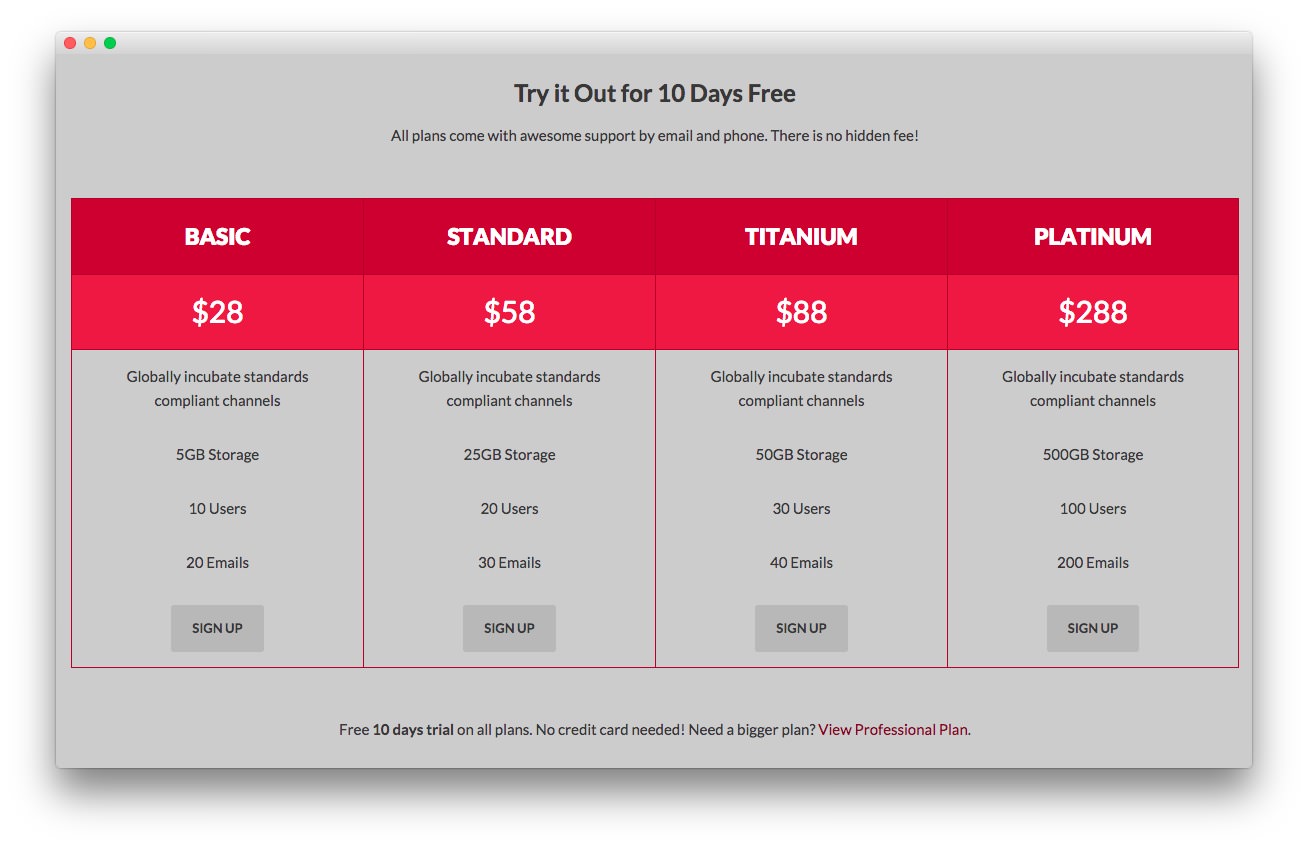 Try it Out for 10 Days Free
All plans come with awesome support by email and phone. There is no hidden fee!
BASIC
$28
Globally incubate standards
compliant channels
5GB Storage
10 Users
20 Emails
SIGN UP
STANDARD
$58
Globally incubate standards
compliant channels
25GB Storage
20 Users
30 Emails
SIGN UP
TITANIUM
$88
Globally incubate standards
compliant channels
50GB Storage
30 Users
40 Emails
SIGN UP
PLATINUM
$288
Globally incubate standards
compliant channels
500GB Storage
100 Users
200 Emails
SIGN UP
Free 10 days trial on all plans. No credit card needed! Need a bigger plan? View Professional Plan.